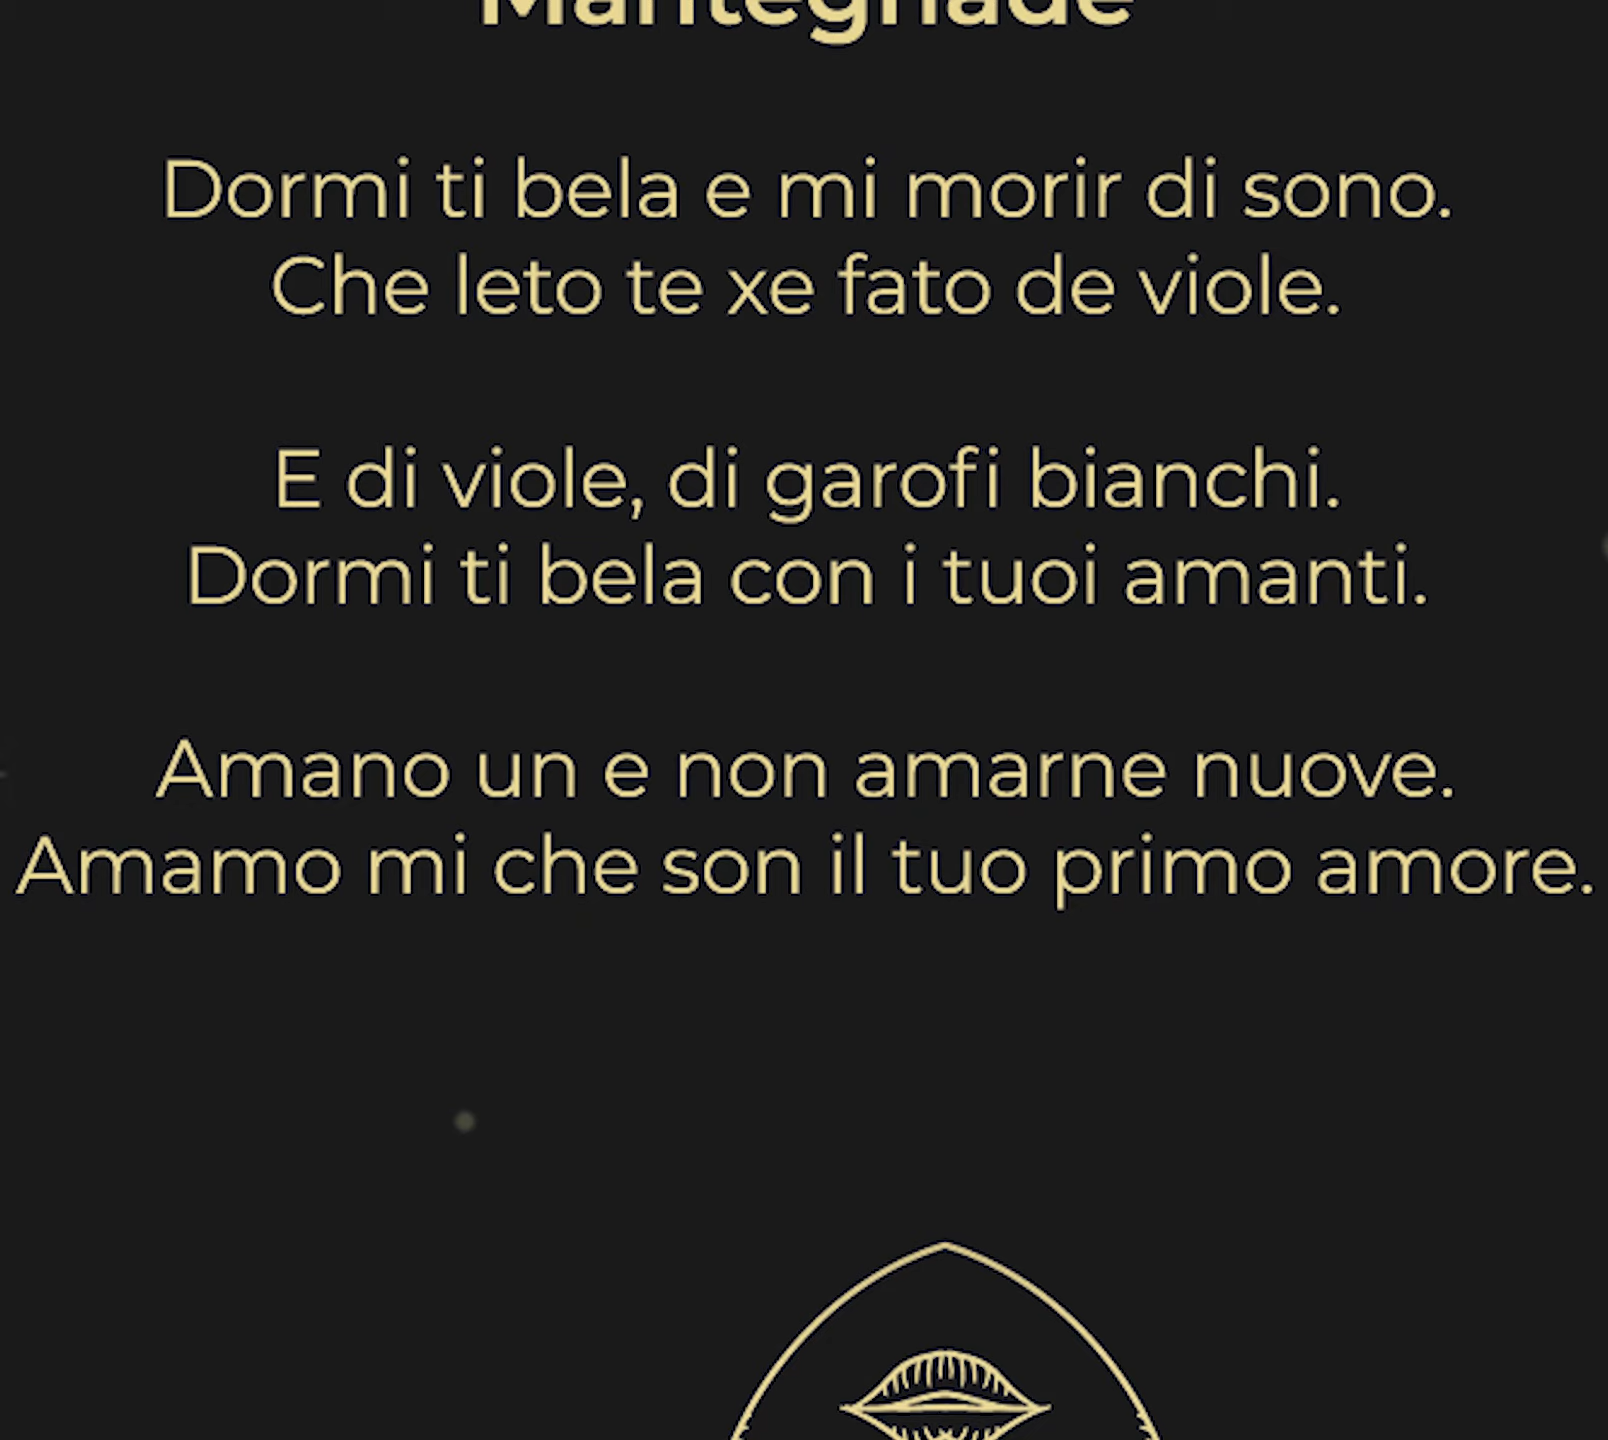 Mantegnade
Dormi ti bela e mi morir di sono.
Che leto te xe fato de viole.
E di viole, di garofi bianchi.
Dormi ti bela con i tuoi amanti.
Amano un e non amarne nuove.
Amamo mi che son il tuo primo amore.